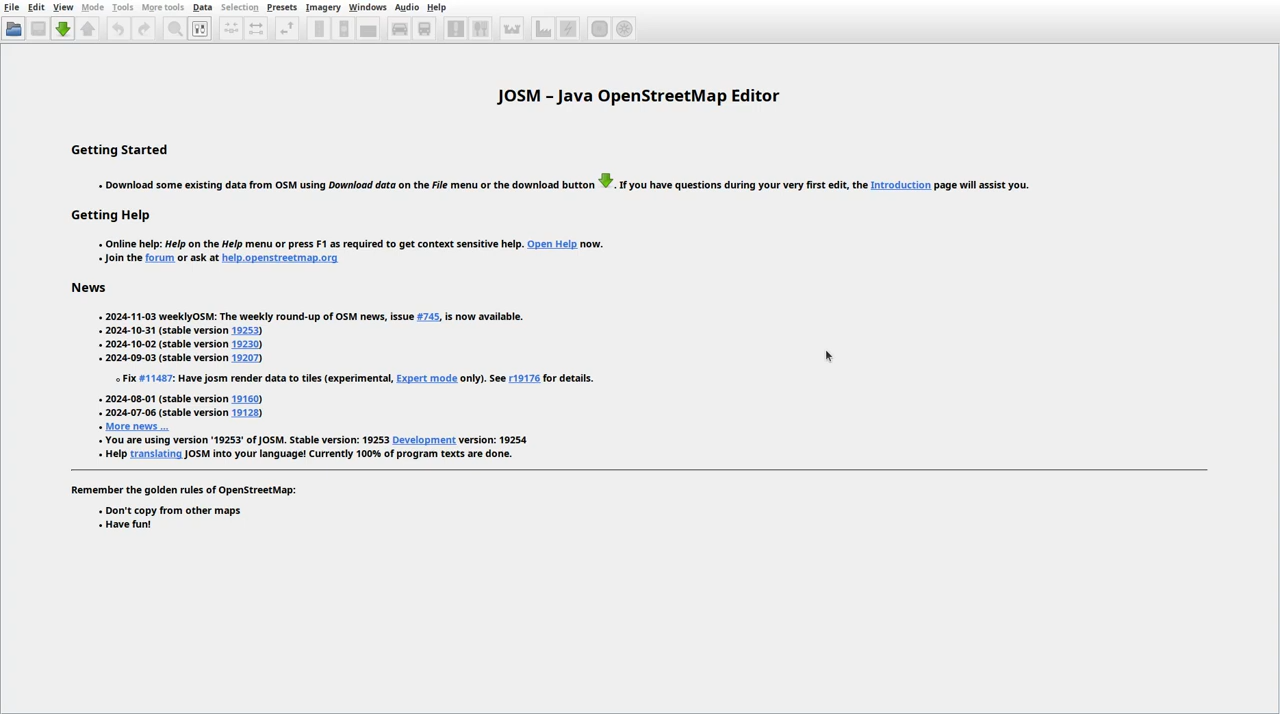 File Edit View Mode Tools More tools Data Selection Presets Imagery Windows Audio Help
JOSM – Java OpenStreetMap Editor
Getting Started
• Download some existing data from OSM using Download data on the File menu or the download button . If you have questions during your very first edit, the Introduction page will assist you.
Getting Help
• Online help: Help on the Help menu or press F1 as required to get context sensitive help. Open Help now.
• Join the forum or ask at help.openstreetmap.org
News
• 2024-11-03 weeklyOSM: The weekly round-up of OSM news, issue #745, is now available.
• 2024-10-31 (stable version 19253)
• 2024-10-02 (stable version 19230)
• 2024-09-03 (stable version 19207)
◦ Fix #11487: Have josm render data to tiles (experimental, Expert mode only). See r19176 for details.
• 2024-08-01 (stable version 19160)
• 2024-07-06 (stable version 19128)
• More news ...
• You are using version '19253' of JOSM. Stable version: 19253 Development version: 19254
• Help translating JOSM into your language! Currently 100% of program texts are done.
Remember the golden rules of OpenStreetMap:
• Don't copy from other maps
• Have fun!